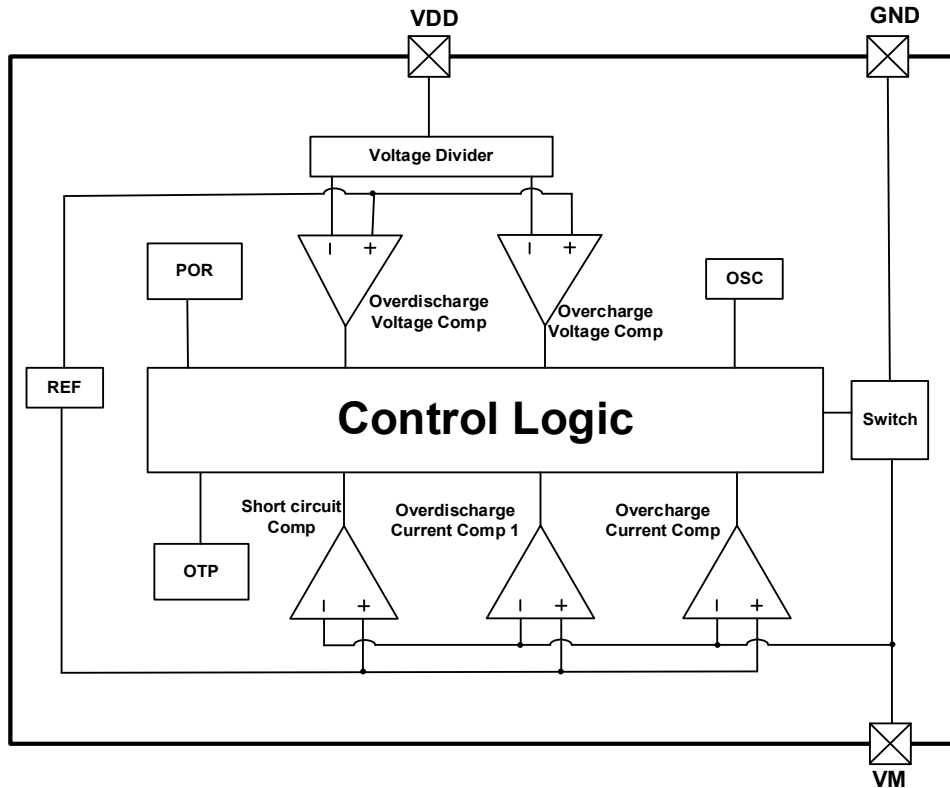 VDD
GND
Voltage Divider
POR
Overdischarge
Voltage Comp
Overcharge
Voltage Comp
OSC
REF
Control Logic
Switch
Short circuit
Comp
Overdischarge
Current Comp 1
Overcharge
Current Comp
OTP
VM